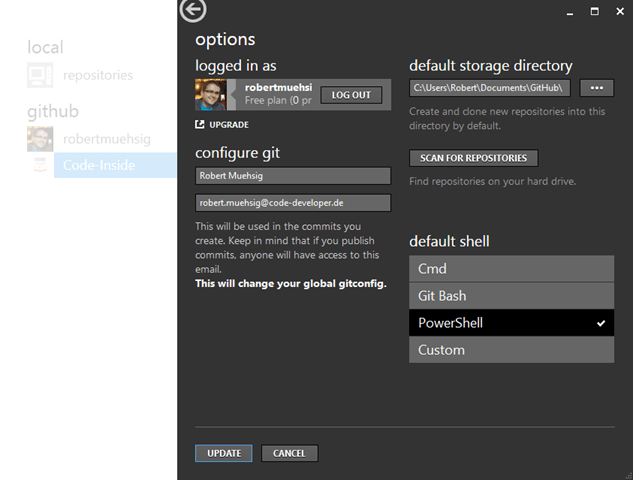 local
repositories
github
robertmuehsig
Code-Inside
options
logged in as
robertmuehsi
Free plan (0 pr
LOG OUT
UPGRADE
configure git
Robert Muehsig
robert.muehsig@code-developer.de
This will be used in the commits you
create. Keep in mind that if you publish
commits, anyone will have access to this
email.
This will change your global gitconfig.
default storage directory
C:\Users\Robert\Documents\GitHub\
...
Create and clone new repositories into this
directory by default.
SCAN FOR REPOSITORIES
Find repositories on your hard drive.
default shell
Cmd
Git Bash
PowerShell
Custom
UPDATE
CANCEL